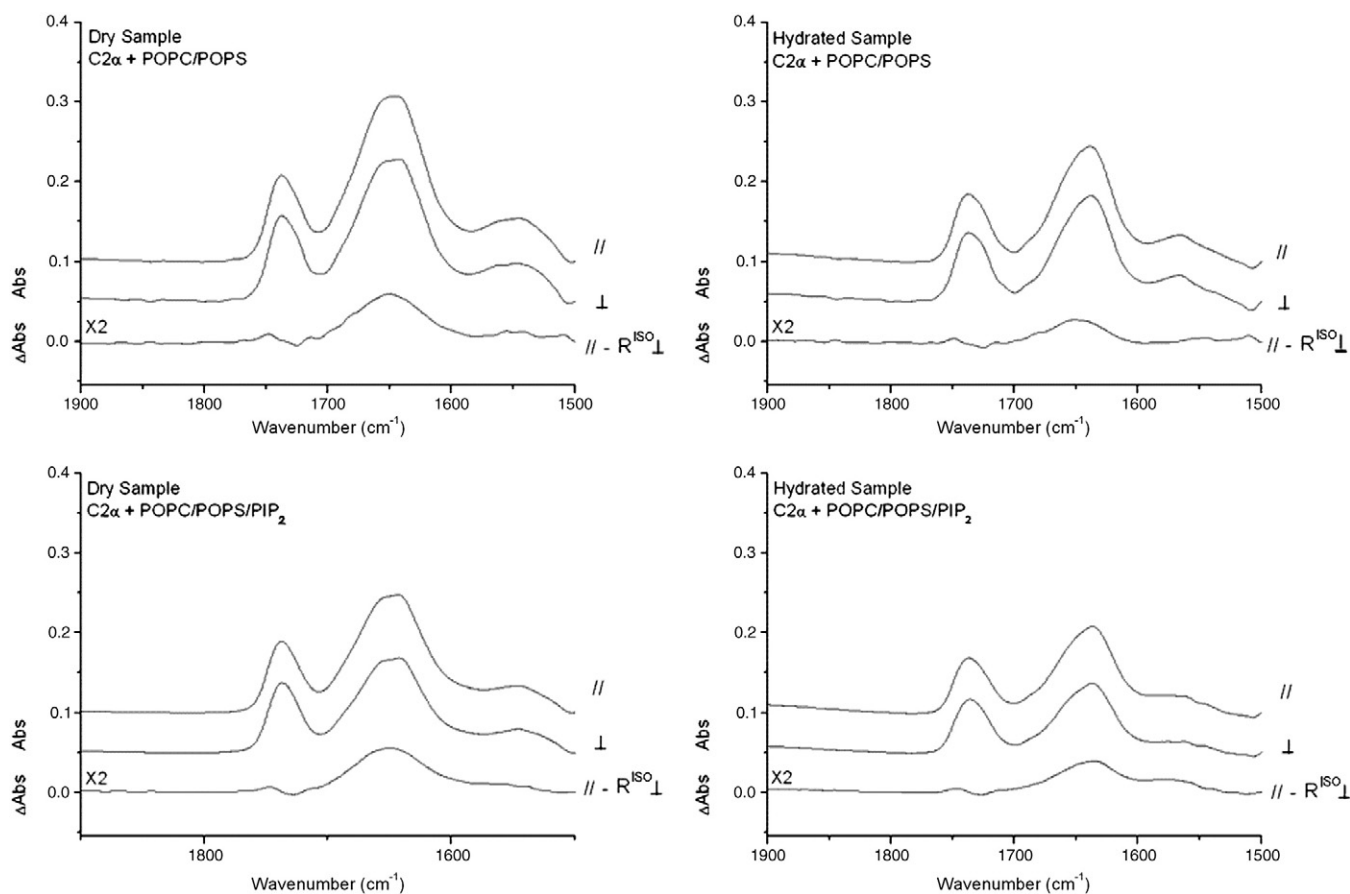 0.4
0.3
0.2
0.1
0.0
Abs
ΔAbs
Dry Sample
C2α + POPC/POPS
//
⊥
X2
// - R^ISO⊥
1900
1800
1700
1600
1500
Wavenumber (cm⁻¹)
0.4
0.3
0.2
0.1
0.0
Abs
ΔAbs
Hydrated Sample
C2α + POPC/POPS
//
⊥
X2
// - R^ISO⊥
1900
1800
1700
1600
1500
Wavenumber (cm⁻¹)
0.4
0.3
0.2
0.1
0.0
Abs
ΔAbs
Dry Sample
C2α + POPC/POPS/PIP₂
//
⊥
X2
// - R^ISO⊥
1800
1600
Wavenumber (cm⁻¹)
0.4
0.3
0.2
0.1
0.0
Abs
ΔAbs
Hydrated Sample
C2α + POPC/POPS/PIP₂
//
⊥
X2
// - R^ISO⊥
1900
1800
1700
1600
1500
Wavenumber (cm⁻¹)